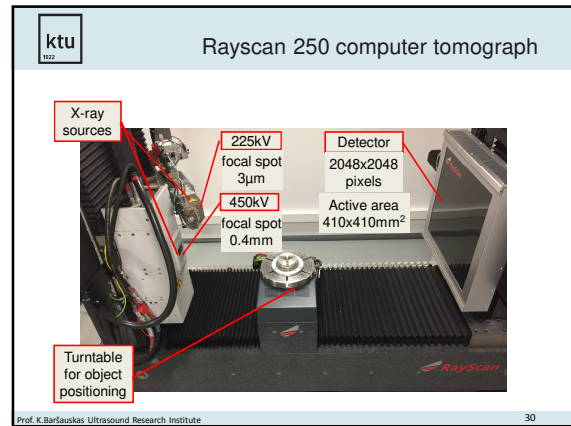 ktu
1922
Rayscan 250 computer tomograph
X-ray
sources
225kV
focal spot
3µm
450kV
focal spot
0.4mm
Detector
2048x2048
pixels
Active area
410x410mm²
Turntable
for object
positioning
RayScan
Prof. K.Baršauskas Ultrasound Research Institute
30